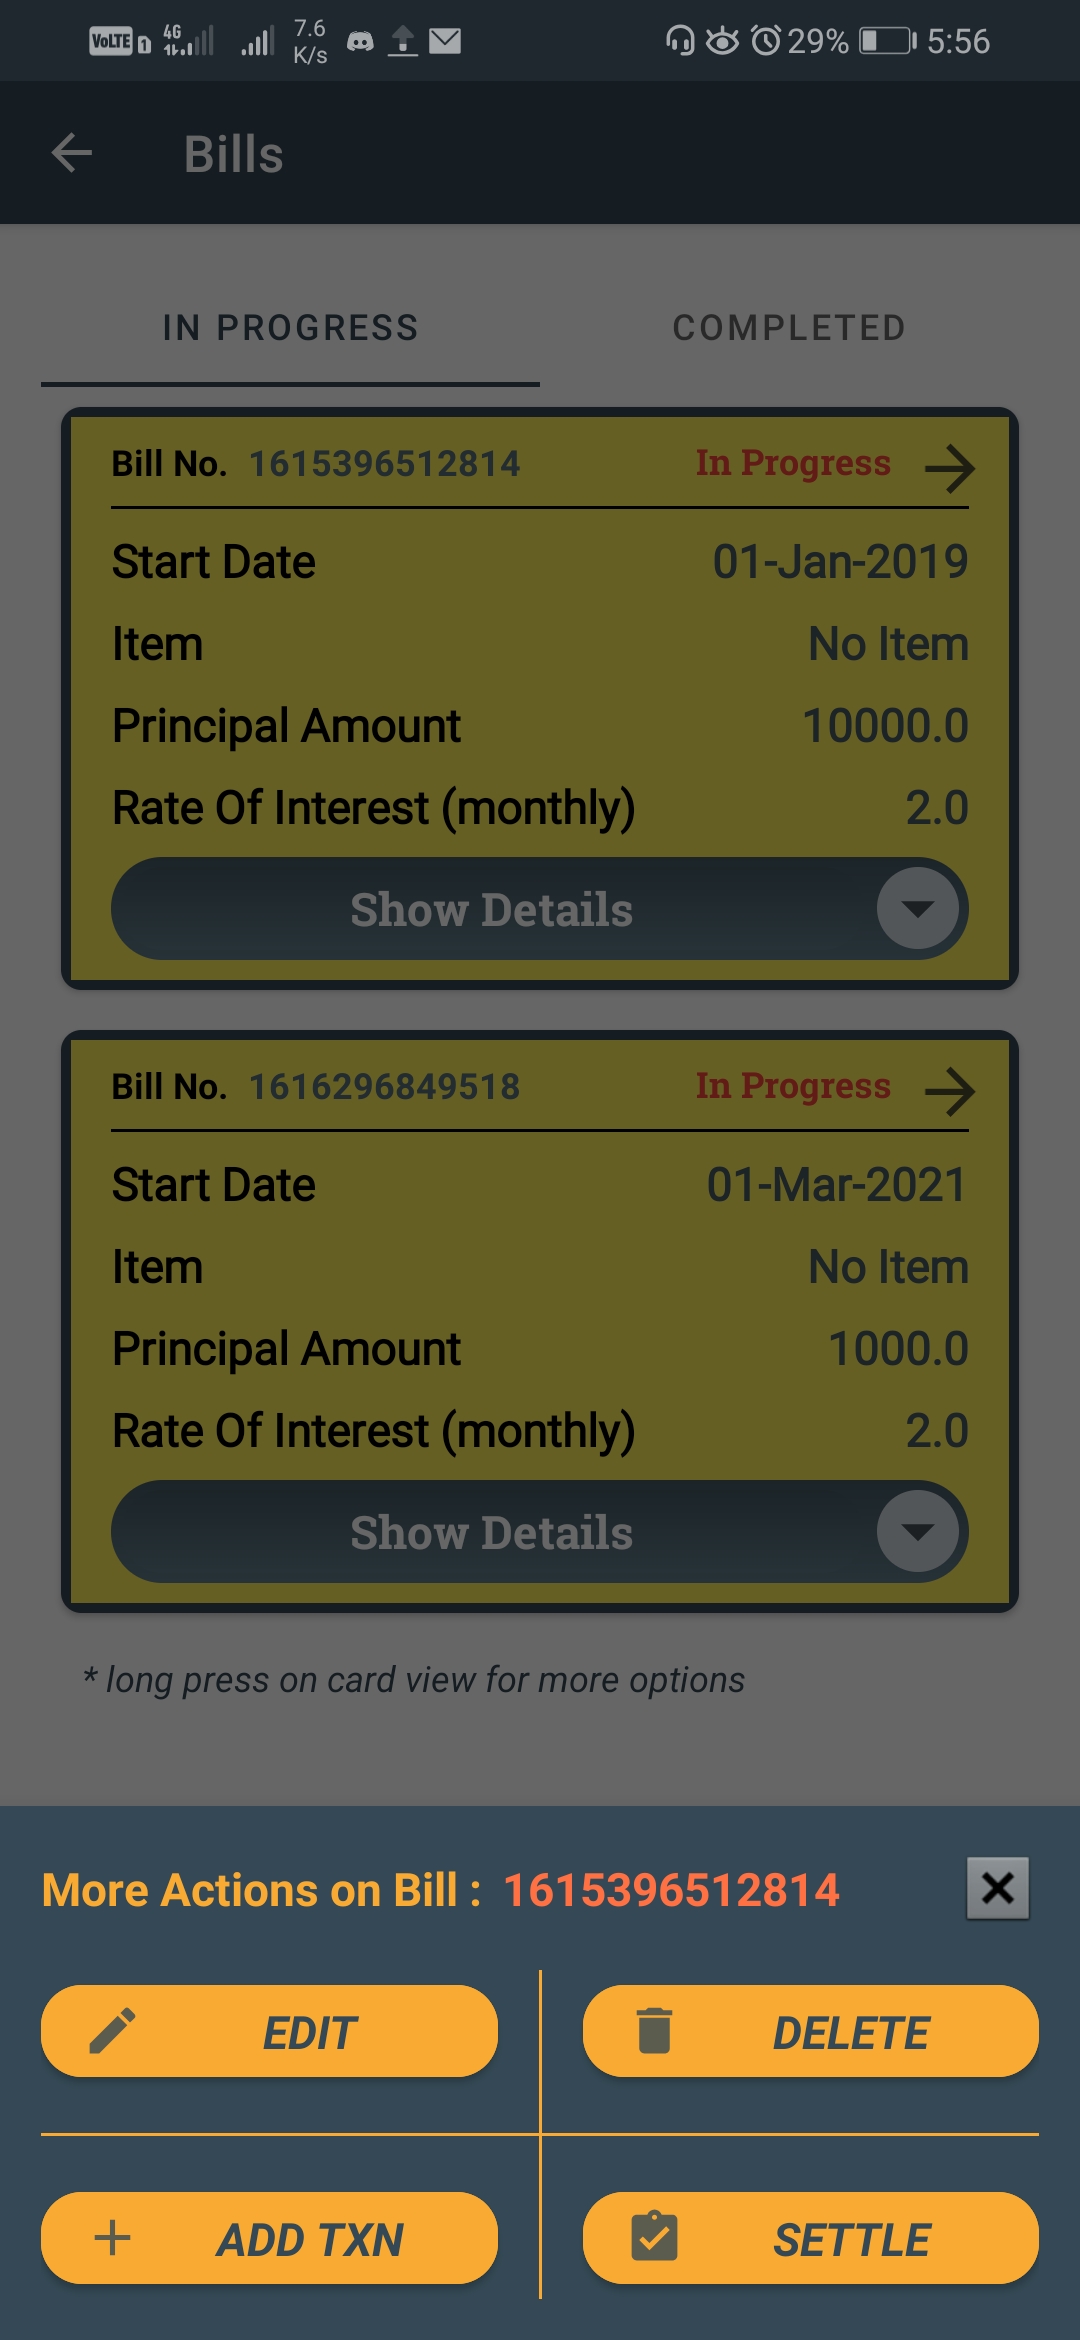 VoLTE 1 4G 7.6 K/s 29% 5:56
Bills
IN PROGRESS COMPLETED
Bill No. 1615396512814 In Progress
Start Date 01-Jan-2019
Item No Item
Principal Amount 10000.0
Rate Of Interest (monthly) 2.0
Show Details
Bill No. 1616296849518 In Progress
Start Date 01-Mar-2021
Item No Item
Principal Amount 1000.0
Rate Of Interest (monthly) 2.0
Show Details
* long press on card view for more options
More Actions on Bill : 1615396512814
EDIT DELETE
ADD TXN SETTLE